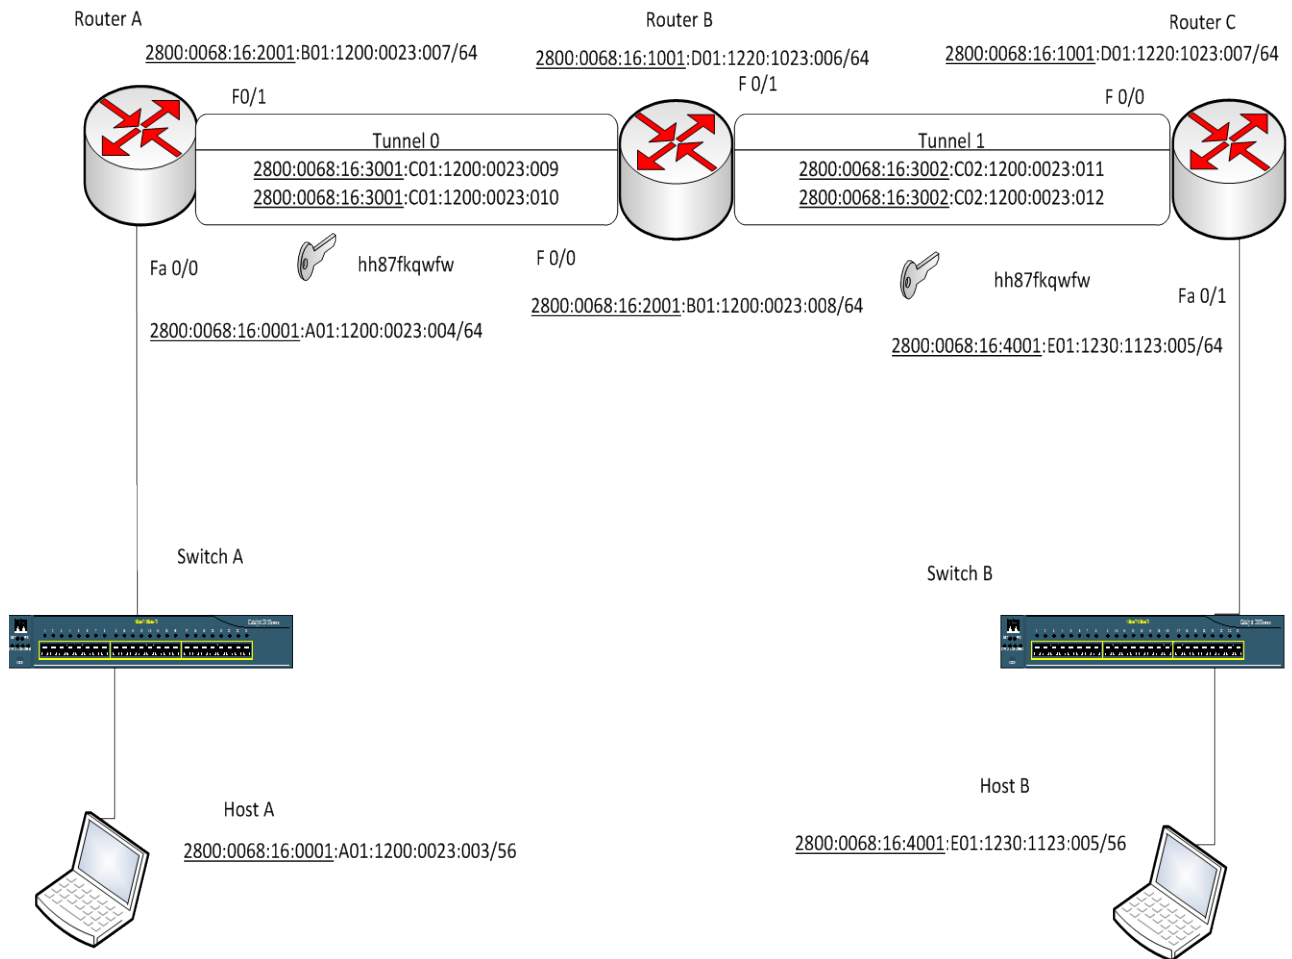 Router A
Router B
Router C
2800:0068:16:2001:B01:1200:0023:007/64
2800:0068:16:1001:D01:1220:1023:006/64
2800:0068:16:1001:D01:1220:1023:007/64
F0/1
F 0/1
F 0/0
Tunnel 0
2800:0068:16:3001:C01:1200:0023:009
2800:0068:16:3001:C01:1200:0023:010
Tunnel 1
2800:0068:16:3002:C02:1200:0023:011
2800:0068:16:3002:C02:1200:0023:012
Fa 0/0
hh87fkqwfw
F 0/0
hh87fkqwfw
Fa 0/1
2800:0068:16:0001:A01:1200:0023:004/64
2800:0068:16:2001:B01:1200:0023:008/64
2800:0068:16:4001:E01:1230:1123:005/64
Switch A
Switch B
Host A
2800:0068:16:0001:A01:1200:0023:003/56
Host B
2800:0068:16:4001:E01:1230:1123:005/56